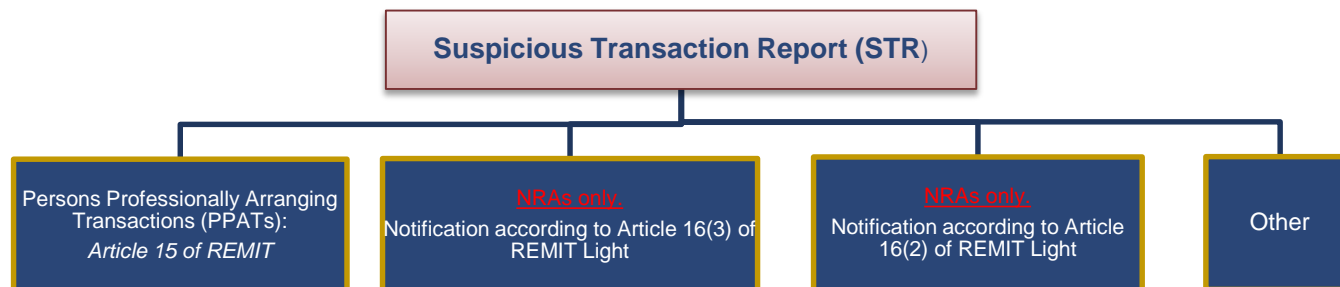 Suspicious Transaction Report (STR)
Persons Professionally Arranging
Transactions (PPATs):
Article 15 of REMIT
NRAs only.
Notification according to Article 16(3) of
REMIT Light
NRAs only.
Notification according to Article
16(2) of REMIT Light
Other